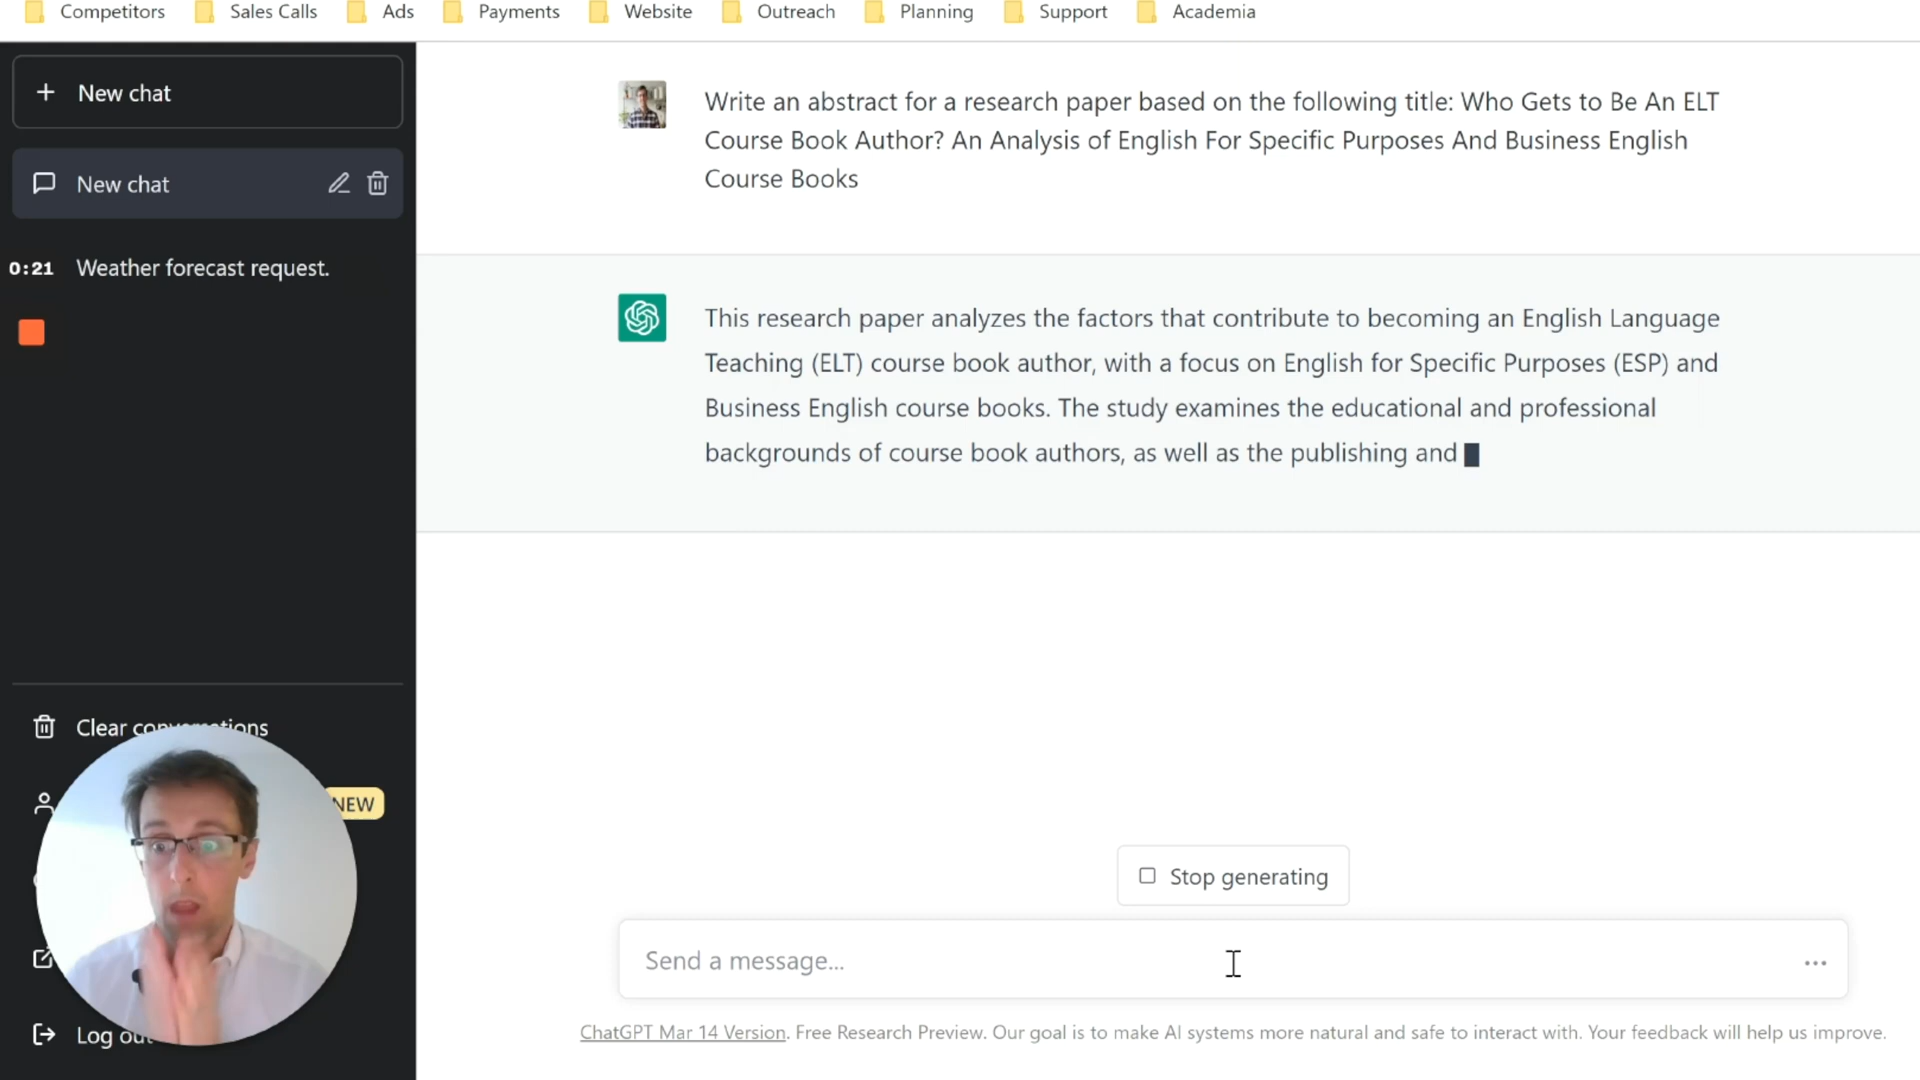 Competitors Sales Calls Ads Payments Website Outreach Planning Support Academia
New chat
New chat
0:21 Weather forecast request.
Clear conversations
NEW
Log out
Write an abstract for a research paper based on the following title: Who Gets to Be An ELT
Course Book Author? An Analysis of English For Specific Purposes And Business English
Course Books
This research paper analyzes the factors that contribute to becoming an English Language
Teaching (ELT) course book author, with a focus on English for Specific Purposes (ESP) and
Business English course books. The study examines the educational and professional
backgrounds of course book authors, as well as the publishing and
Stop generating
Send a message...
ChatGPT Mar 14 Version. Free Research Preview. Our goal is to make AI systems more natural and safe to interact with. Your feedback will help us improve.